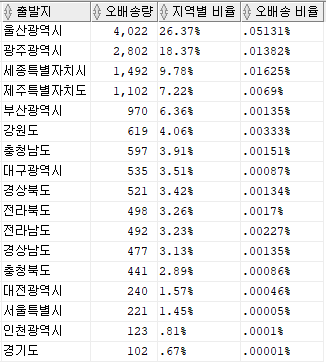 출발지 오배송량 지역별 비율 오배송 비율
울산광역시 4,022 26.37% .05131%
광주광역시 2,802 18.37% .01382%
세종특별자치시 1,492 9.78% .01625%
제주특별자치도 1,102 7.22% .0069%
부산광역시 970 6.36% .00135%
강원도 619 4.06% .00333%
충청남도 597 3.91% .00151%
대구광역시 535 3.51% .00087%
경상북도 521 3.42% .00134%
전라북도 498 3.26% .0017%
전라남도 492 3.23% .00227%
경상남도 477 3.13% .00135%
충청북도 441 2.89% .00086%
대전광역시 240 1.57% .00046%
서울특별시 221 1.45% .00005%
인천광역시 123 .81% .0001%
경기도 102 .67% .00001%